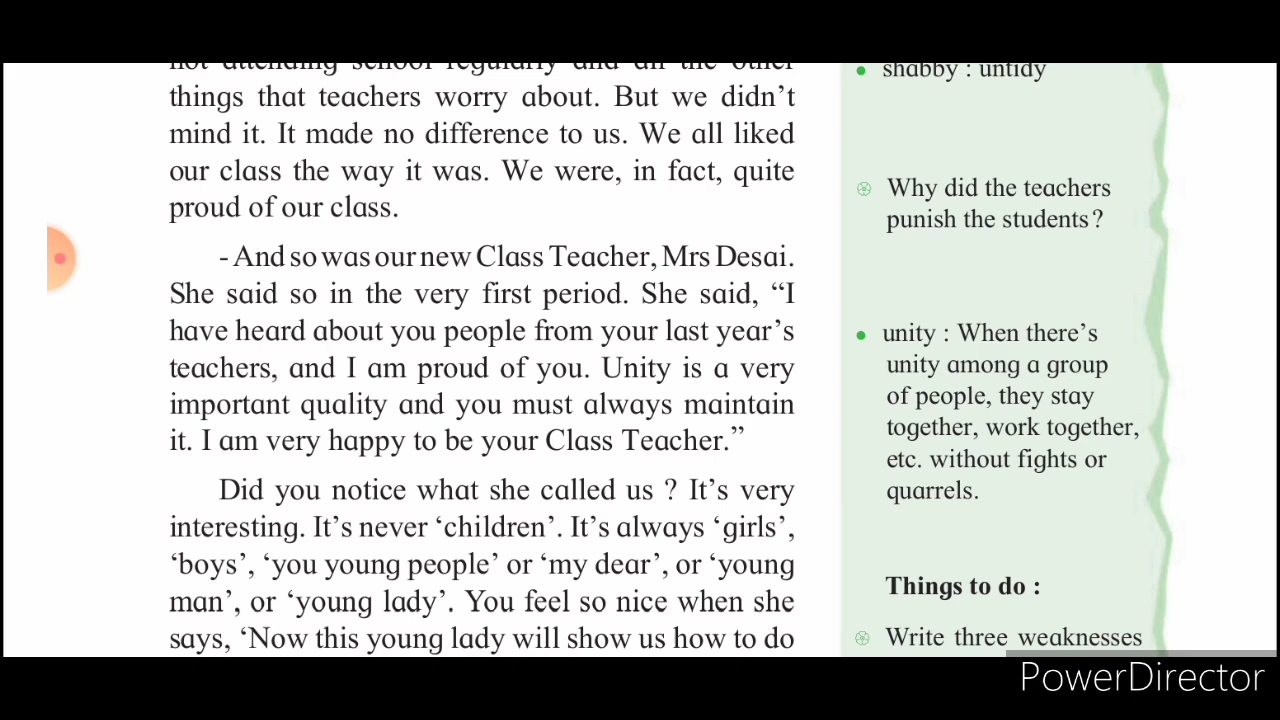 not attending school regularly and all the other
things that teachers worry about. But we didn’t
mind it. It made no difference to us. We all liked
our class the way it was. We were, in fact, quite
proud of our class.
- And so was our new Class Teacher, Mrs Desai.
She said so in the very first period. She said, “I
have heard about you people from your last year’s
teachers, and I am proud of you. Unity is a very
important quality and you must always maintain
it. I am very happy to be your Class Teacher.”
Did you notice what she called us ? It’s very
interesting. It’s never ‘children’. It’s always ‘girls’,
‘boys’, ‘you young people’ or ‘my dear’, or ‘young
man’, or ‘young lady’. You feel so nice when she
says, ‘Now this young lady will show us how to do
• shabby : untidy
Why did the teachers
punish the students?
• unity : When there’s
unity among a group
of people, they stay
together, work together,
etc. without fights or
quarrels.
Things to do :
Write three weaknesses
PowerDirector